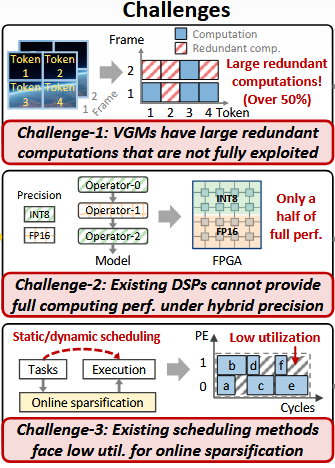 Challenges
Frame
Computation
Redundant comp.
Token Token
1 2
Token Token
3 4
1 2
Frame
2
1
1 2 3 4 Token
Large redundant
computations!
(Over 50%)
Challenge-1: VGMs have large redundant
computations that are not fully exploited
Precision
INT8
FP16
Operator-0
Operator-1
Operator-2
Model
INT8
FP16
FPGA
Only a
half of
full perf.
Challenge-2: Existing DSPs cannot provide
full computing perf. under hybrid precision
Static/dynamic scheduling
Tasks Execution
Online sparsification
PE
Low utilization
1 b d f
0 a c e
Cycles
Challenge-3: Existing scheduling methods
face low util. for online sparsification